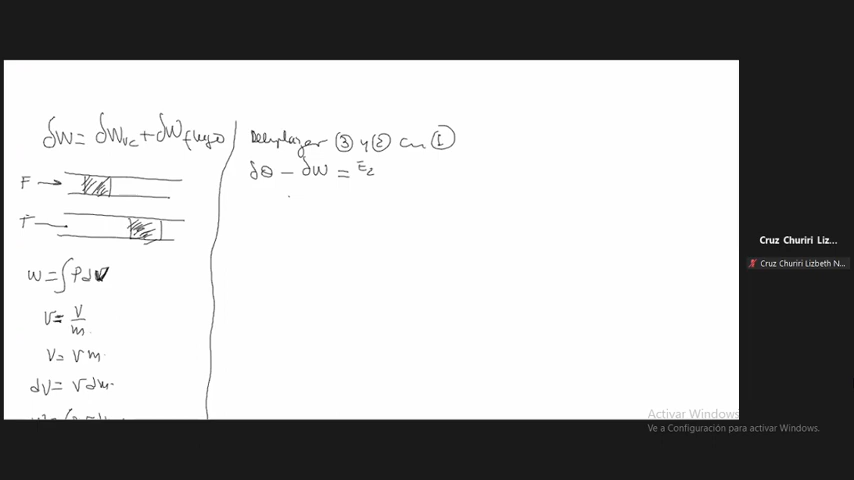 δW = δWvc + δWflujo
F →
F
W = ∫ P dV
v = V/m
V = v m
dV = v dm
Remplazar ③ y ② en ①
δQ - δW = E2
Cruz Churiri Liz...
Cruz Churiri Lizbeth N...
Activar Windows
Ve a Configuración para activar Windows.